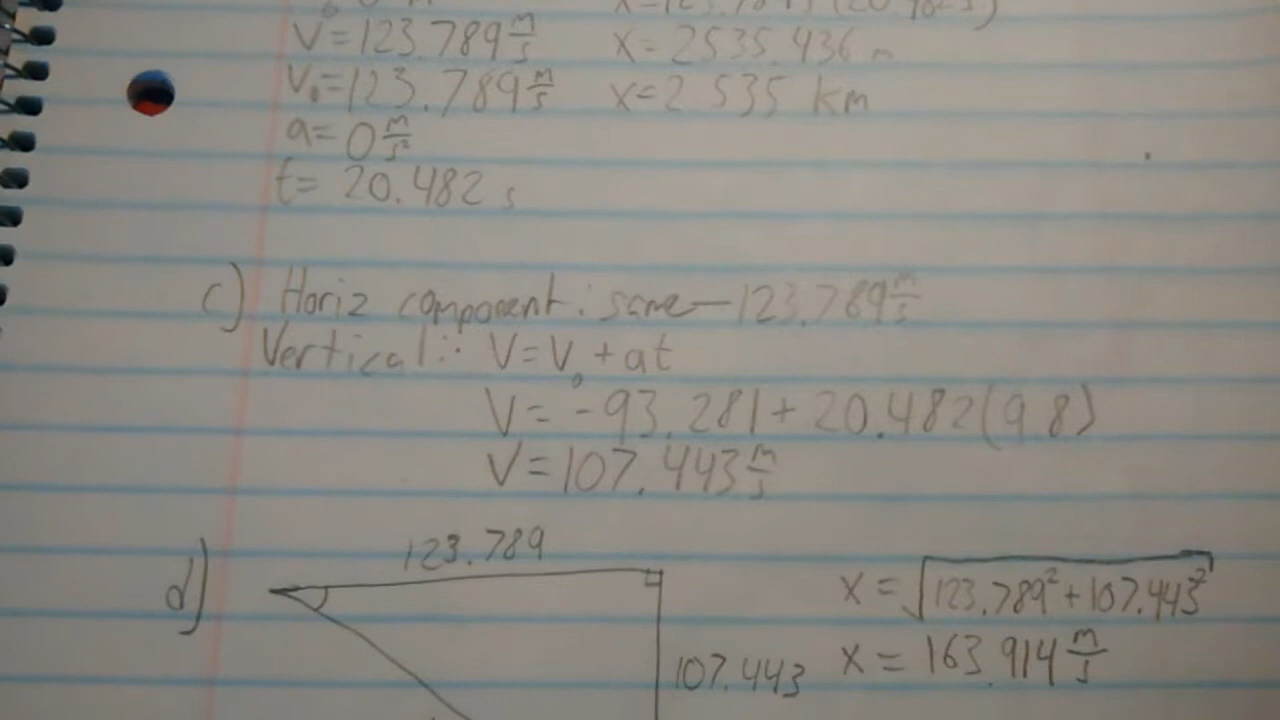 V=123.789 m/s
x=2535.436 m
V₀=123.789 m/s
x=2.535 km
a=0 m/s²
t=20.482 s
c) Horiz component: same—123.789 m/s
Vertical: V=V₀+at
V=-93.281+20.482(9.8)
V=107.443 m/s
d)
123.789
107.443
x=√123.789²+107.443²
x=163.914 m/s